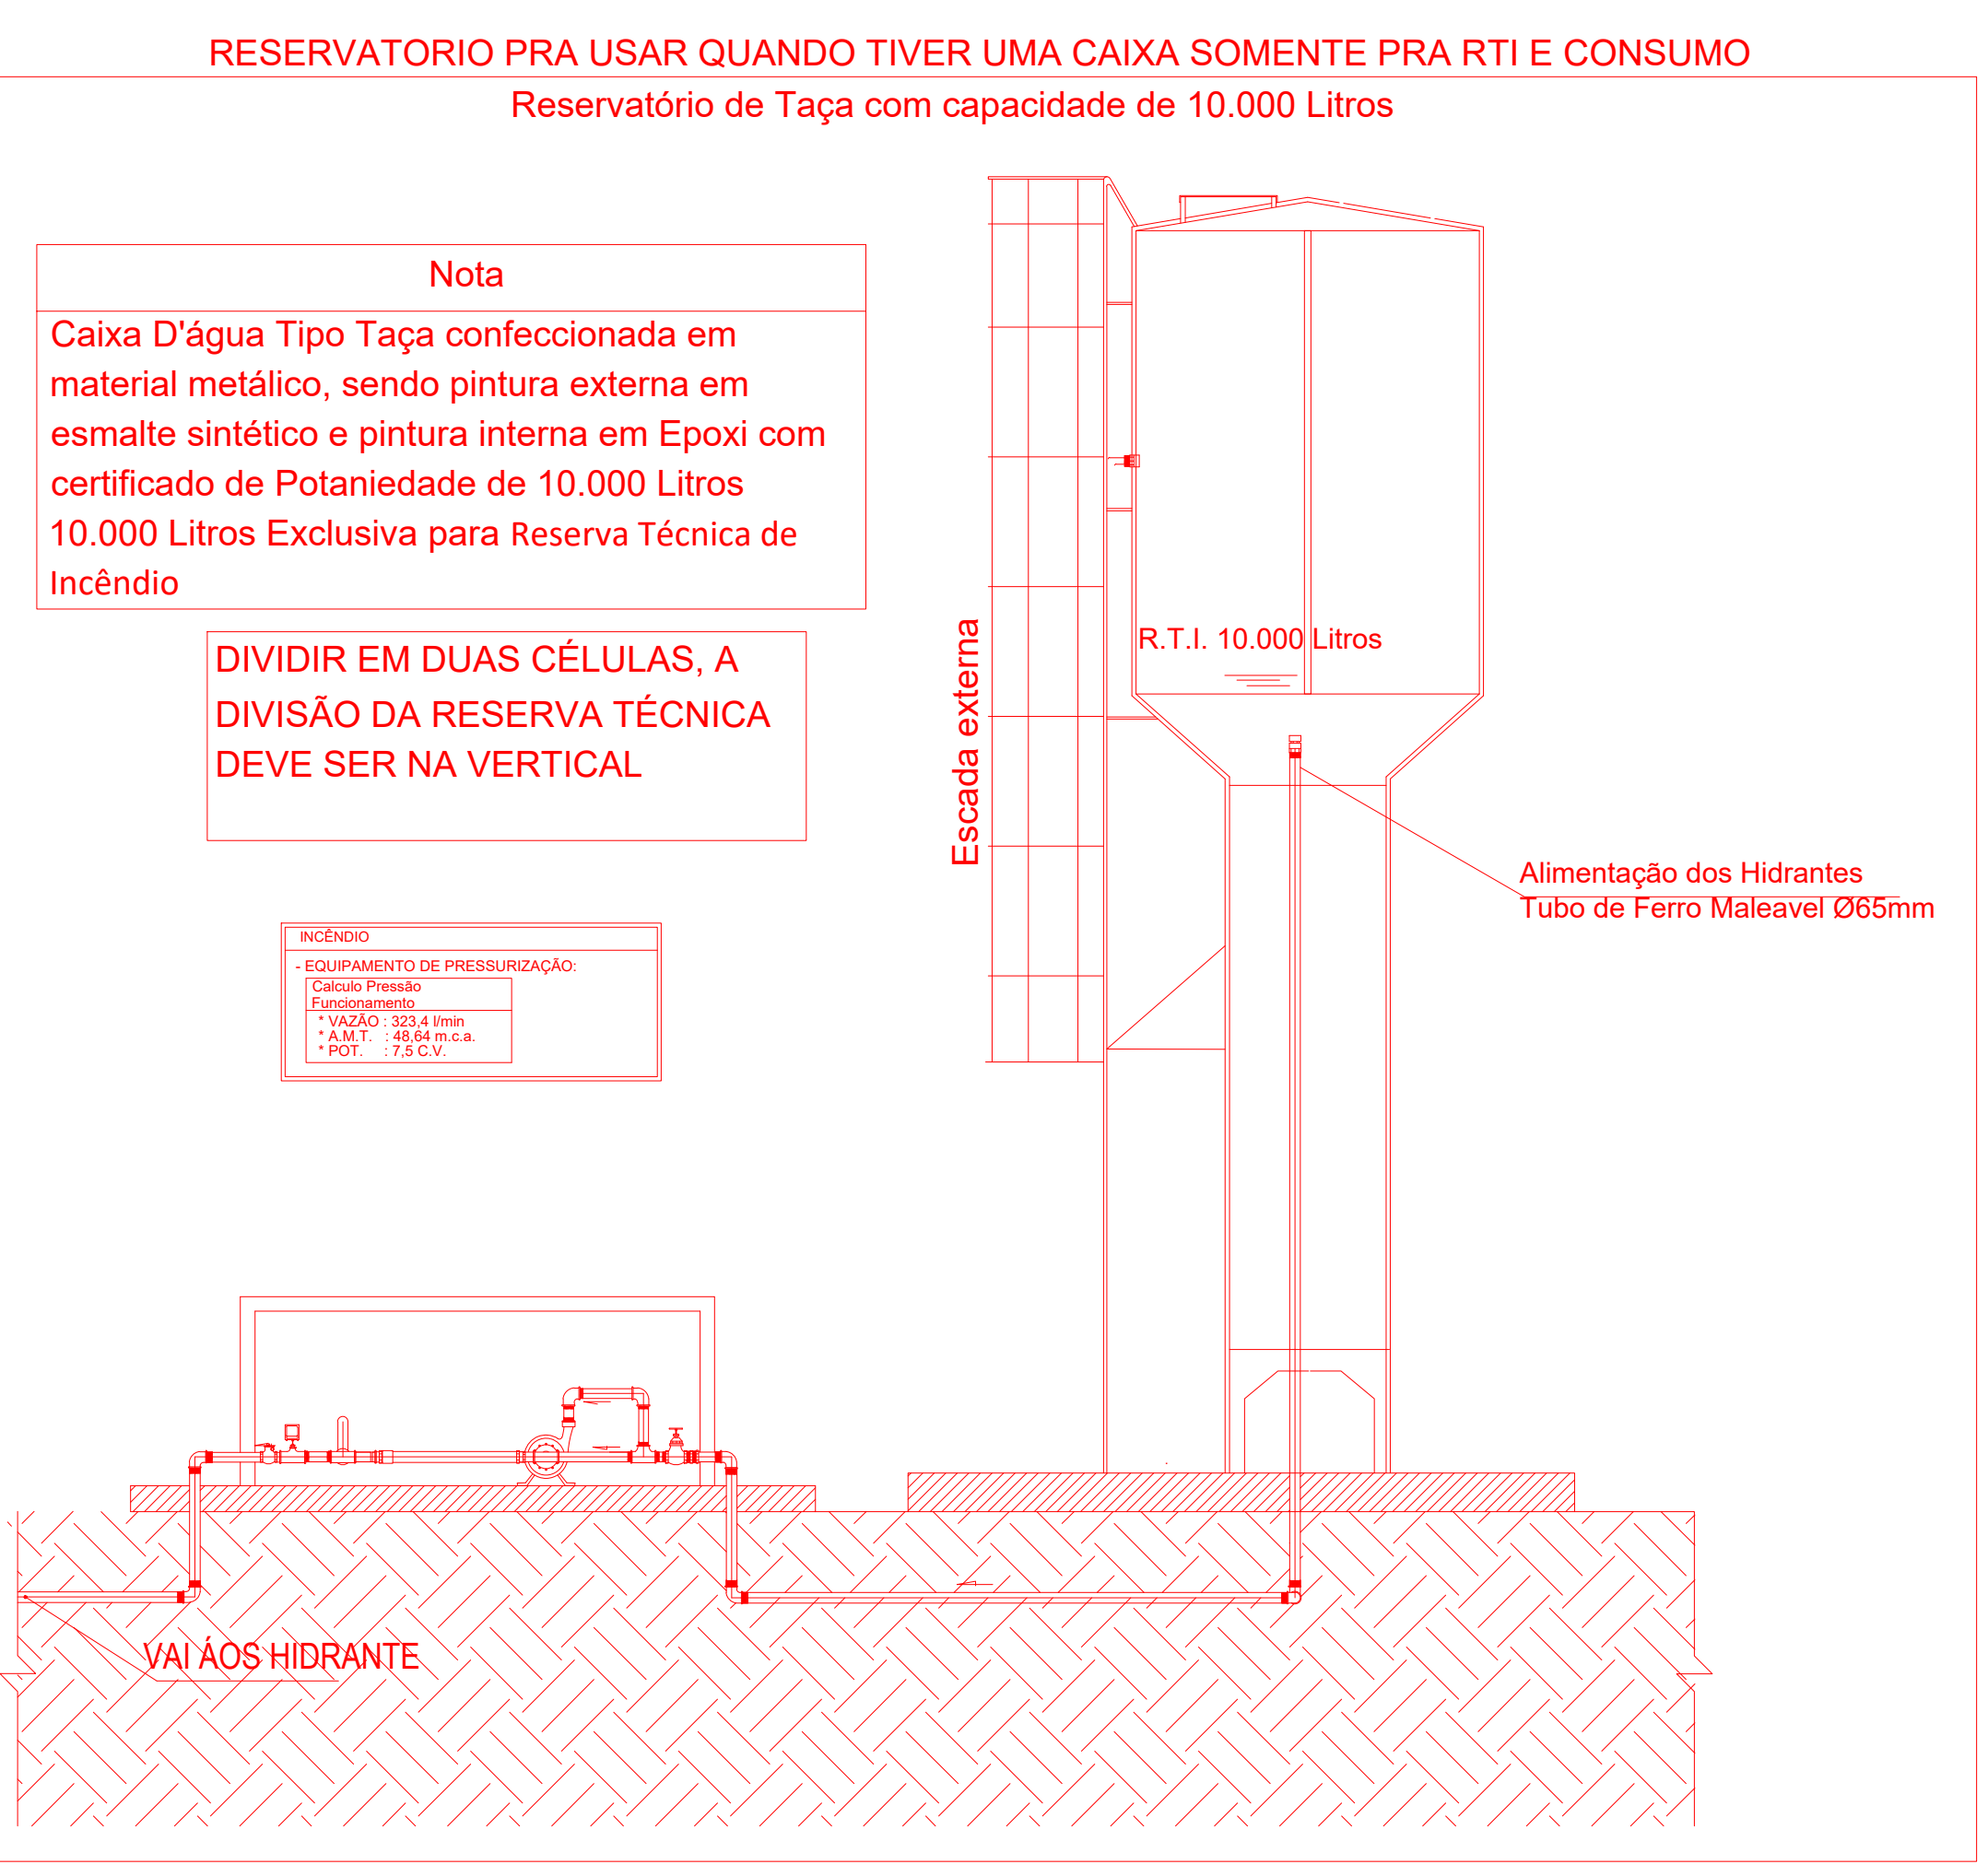 RESERVATORIO PRA USAR QUANDO TIVER UMA CAIXA SOMENTE PRA RTI E CONSUMO
Reservatório de Taça com capacidade de 10.000 Litros
Nota
Caixa D'água Tipo Taça confeccionada em
material metálico, sendo pintura externa em
esmalte sintético e pintura interna em Epoxi com
certificado de Potaniedade de 10.000 Litros
10.000 Litros Exclusiva para Reserva Técnica de
Incêndio
DIVIDIR EM DUAS CÉLULAS, A
DIVISÃO DA RESERVA TÉCNICA
DEVE SER NA VERTICAL
R.T.I. 10.000 Litros
Escada externa
Alimentação dos Hidrantes
Tubo de Ferro Maleavel Ø65mm
INCÊNDIO
- EQUIPAMENTO DE PRESSURIZAÇÃO:
Calculo Pressão
Funcionamento
* VAZÃO : 323,4 l/min
* A.M.T. : 48,64 m.c.a.
* POT. : 7,5 C.V.
VAI ÁOS HIDRANTE